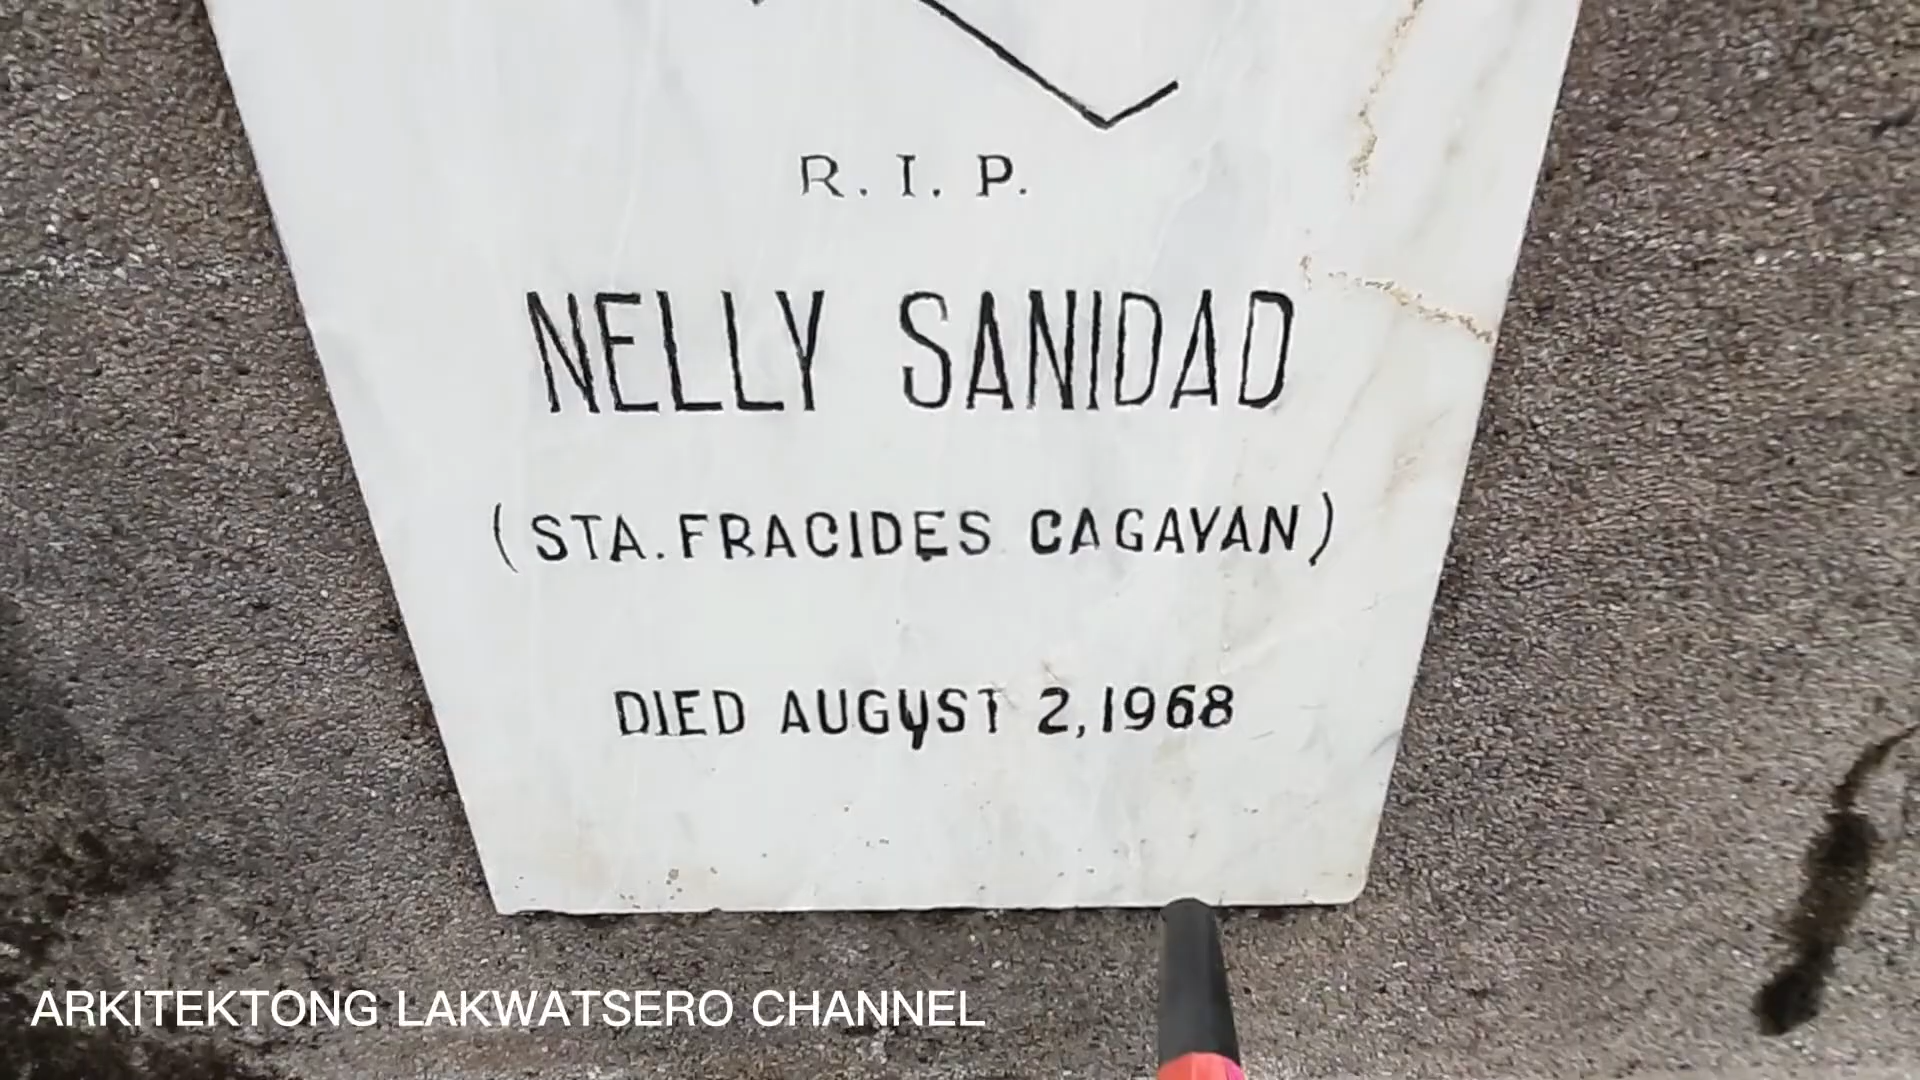 R. I. P.
NELLY SANIDAD
(STA. FRACIDES CAGAYAN)
DIED AUGUST 2, 1968
ARKITEKTONG LAKWATSERO CHANNEL